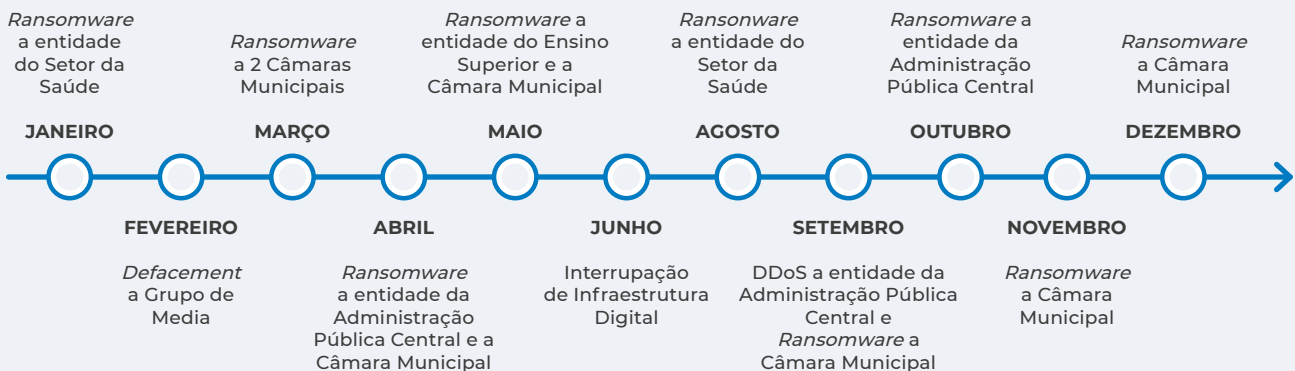 Ransomware
a entidade
do Setor da
Saúde
JANEIRO
FEVEREIRO
Defacement
a Grupo de
Media
Ransomware
a 2 Câmaras
Municipais
MARÇO
ABRIL
Ransomware
a entidade da
Administração
Pública Central e a
Câmara Municipal
Ransomware a
entidade do Ensino
Superior e a
Câmara Municipal
MAIO
JUNHO
Interrupação
de Infraestrutura
Digital
Ransonware
a entidade do
Setor da
Saúde
AGOSTO
SETEMBRO
DDoS a entidade da
Administração Pública
Central e
Ransomware a
Câmara Municipal
Ransomware a
entidade da
Administração
Pública Central
OUTUBRO
NOVEMBRO
Ransomware
a Câmara
Municipal
Ransomware
a Câmara
Municipal
DEZEMBRO